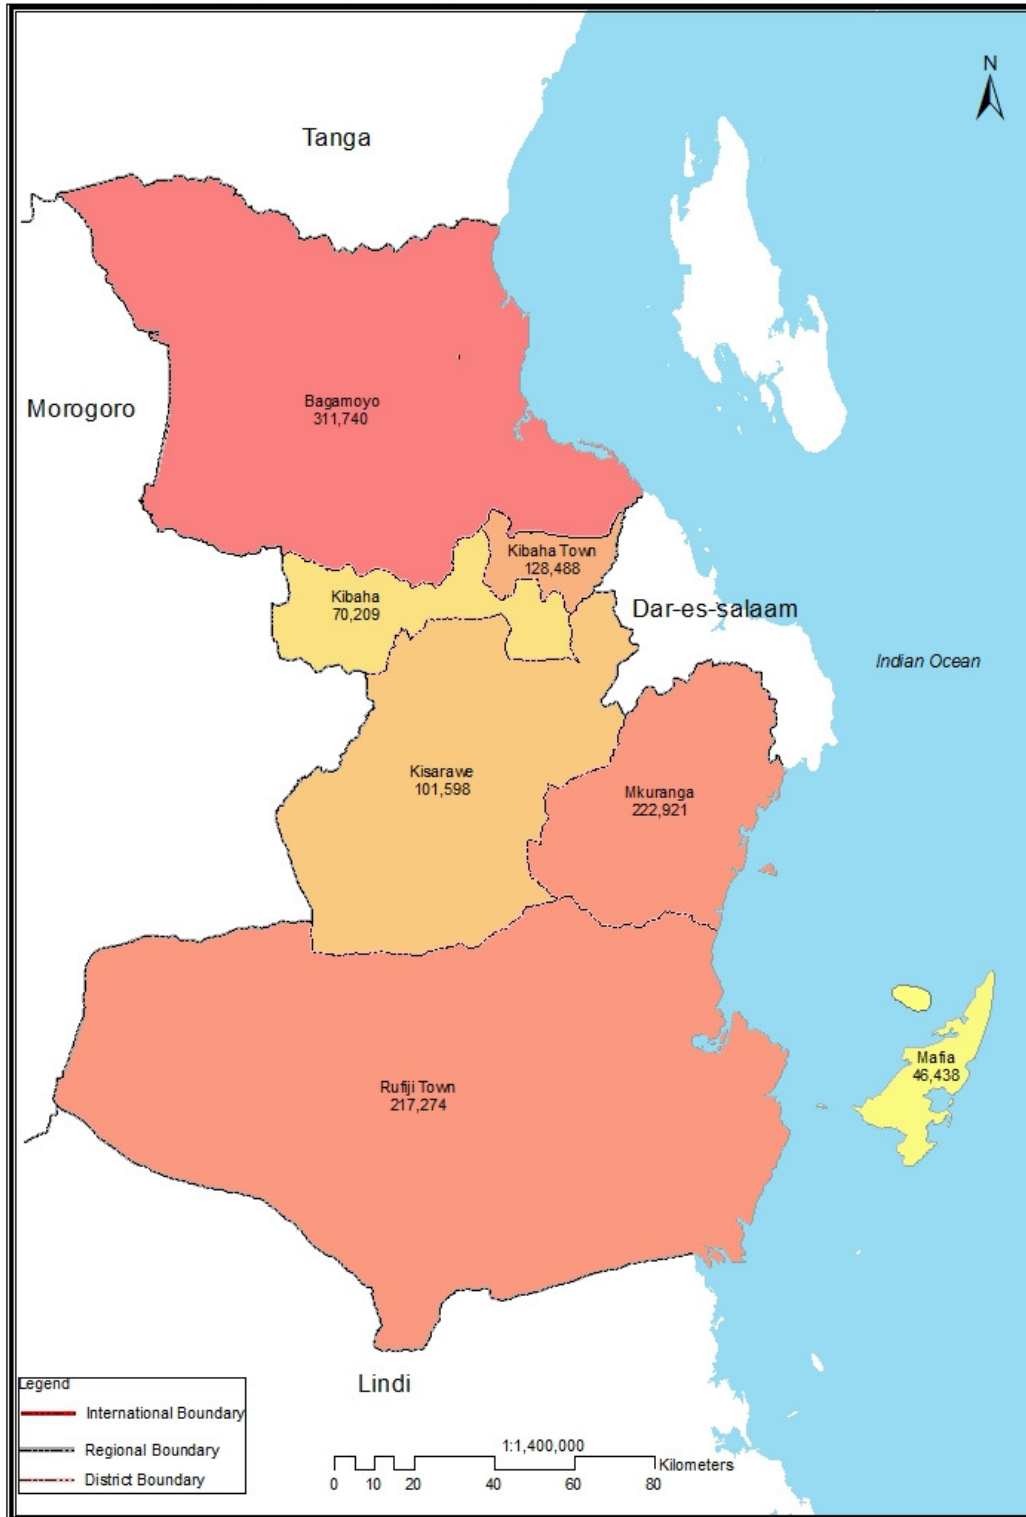 N
Tanga
Bagamoyo
311,740
Morogoro
Kibaha Town
128,488
Kibaha
70,209
Dar-es-salaam
Indian Ocean
Kisarawe
101,598
Mkuranga
222,921
Mafia
46,438
Rufiji Town
217,274
Lindi
Legend
International Boundary
Regional Boundary
District Boundary
1:1,400,000
Kilometers
0 10 20 40 60 80